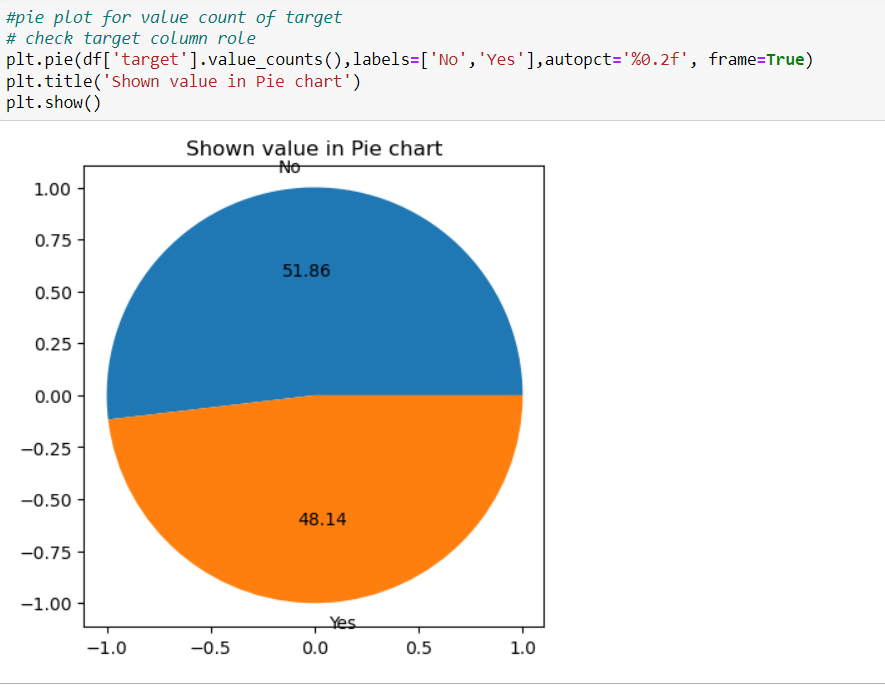 #pie plot for value count of target
# check target column role
plt.pie(df['target'].value_counts(),labels=['No','Yes'],autopct='%0.2f', frame=True)
plt.title('Shown value in Pie chart')
plt.show()
Shown value in Pie chart
No
1.00
0.75
51.86
0.50
0.25
0.00
−0.25
−0.50
48.14
−0.75
−1.00
Yes
−1.0 −0.5 0.0 0.5 1.0